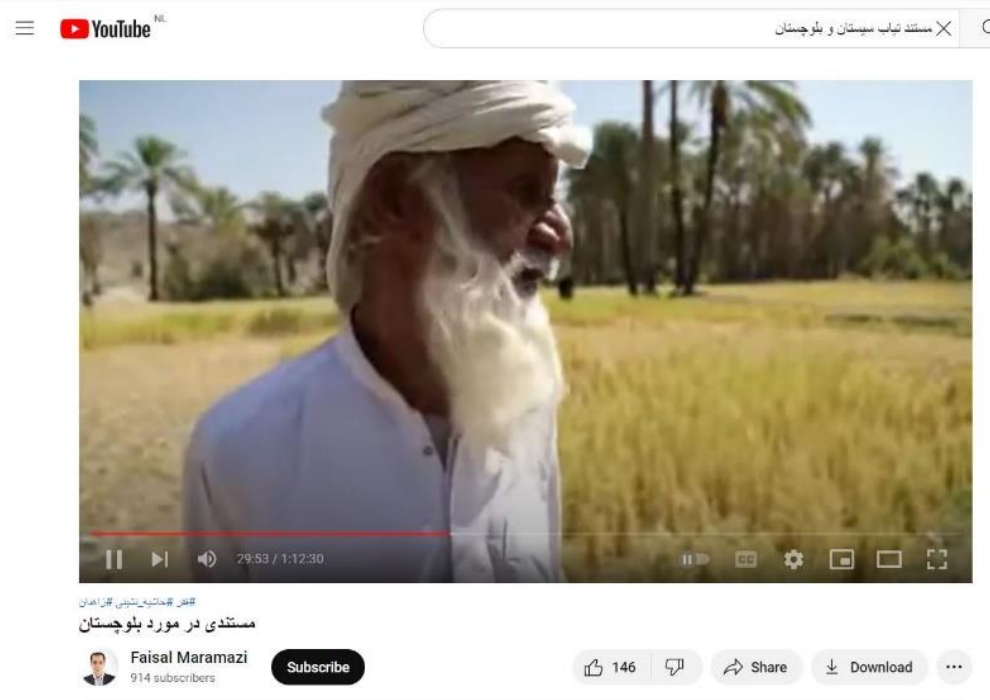 YouTube NL
مستند تیاب سیستان و بلوچستان
29:53 / 1:12:30
CC
#فقر #حاشیه_نشینی #زاهدان
مستندی در مورد بلوچستان
Faisal Maramazi
914 subscribers
Subscribe
146
Share
Download